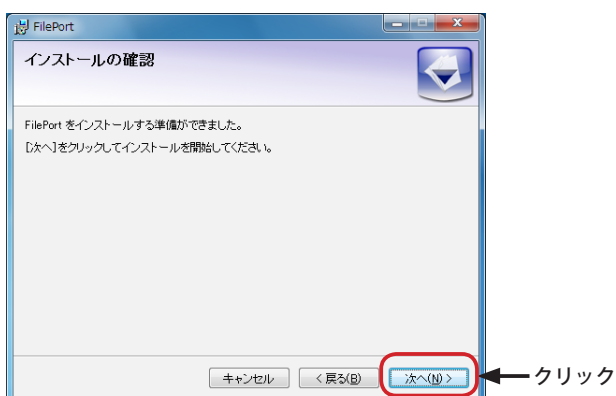 FilePort
インストールの確認
FilePort をインストールする準備ができました。
[次へ]をクリックしてインストールを開始してください。
キャンセル
< 戻る(B)
次へ(N) >
クリック